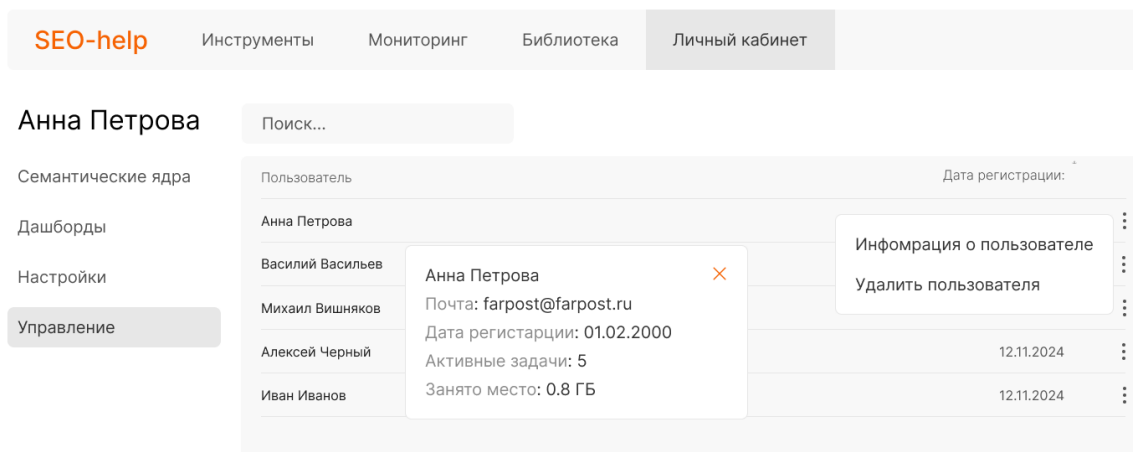 SEO-help Инструменты Мониторинг Библиотека Личный кабинет
Анна Петрова
Семантические ядра
Дашборды
Настройки
Управление
Поиск...
Пользователь Дата регистрации:
Анна Петрова
Василий Васильев
Михаил Вишняков
Алексей Черный 12.11.2024
Иван Иванов 12.11.2024
Анна Петрова
Почта: farpost@farpost.ru
Дата регистарции: 01.02.2000
Активные задачи: 5
Занято место: 0.8 ГБ
Инфомрация о пользователе
Удалить пользователя